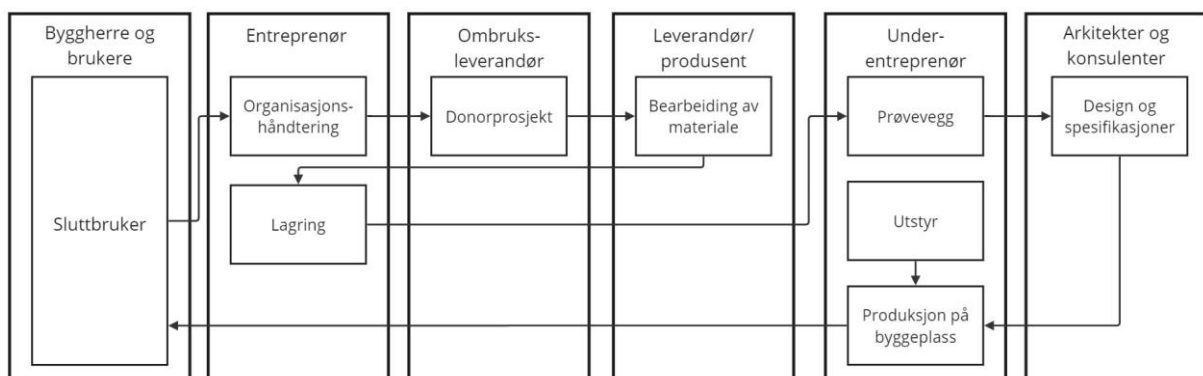 Byggherre og
brukere
Sluttbruker
Entreprenør
Organisasjons-
håndtering
Lagring
Ombruks-
leverandør
Donorprosjekt
Leverandør/
produsent
Bearbeiding av
materiale
Under-
entreprenør
Prøvevegg
Utstyr
Produksjon på
byggeplass
Arkitekter og
konsulenter
Design og
spesifikasjoner